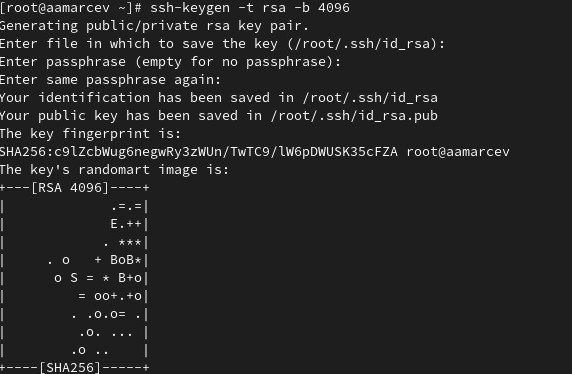 [root@aamarcev ~]# ssh-keygen -t rsa -b 4096
Generating public/private rsa key pair.
Enter file in which to save the key (/root/.ssh/id_rsa):
Enter passphrase (empty for no passphrase):
Enter same passphrase again:
Your identification has been saved in /root/.ssh/id_rsa
Your public key has been saved in /root/.ssh/id_rsa.pub
The key fingerprint is:
SHA256:c9lZcbWug6negwRy3zWUn/TwTC9/lW6pDWUSK35cFZA root@aamarcev
The key's randomart image is:
+---[RSA 4096]----+
|             .=.=|
|             E.++|
|            . ***|
|     . o   + BoB*|
|      o S = * B+o|
|         = oo+.+o|
|        . .o.o= .|
|         .o. ... |
|        .o ..    |
+----[SHA256]-----+